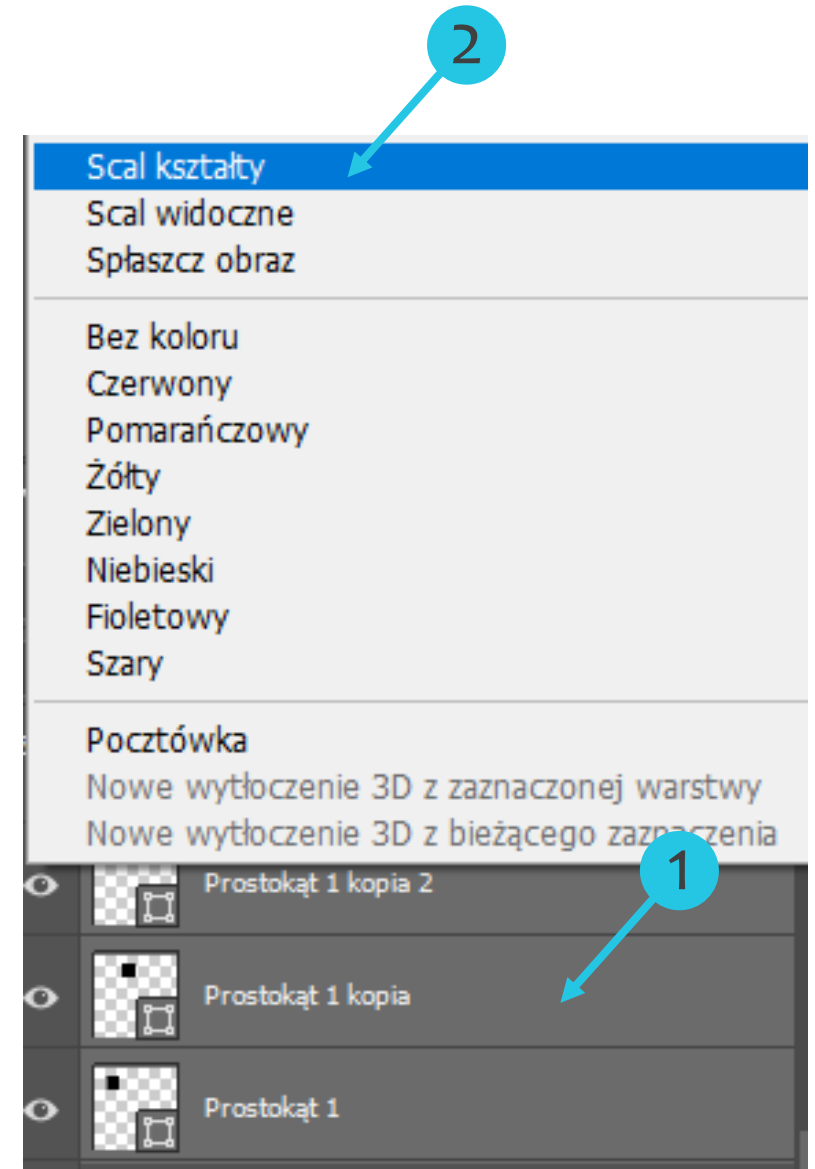 2
Scal kształty
Scal widoczne
Spłaszcz obraz
Bez koloru
Czerwony
Pomarańczowy
Żółty
Zielony
Niebieski
Fioletowy
Szary
Pocztówka
Nowe wytłoczenie 3D z zaznaczonej warstwy
Nowe wytłoczenie 3D z bieżącego zaznaczenia
1
Prostokąt 1 kopia 2
Prostokąt 1 kopia
Prostokąt 1